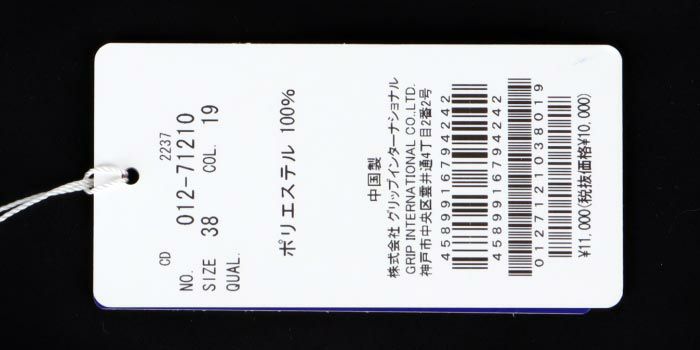 GD 2237
NO. 012-71210
SIZE 38 COL. 19
QUAL.
ポリエステル 100%
中国製
株式会社 グリップインターナショナル
GRIP INTERNATIONAL CO.,LTD.
神戸市中央区雲井通4丁目2番2号
4589916794242
4589916794242
0127121038019
¥11,000(税抜価格¥10,000)